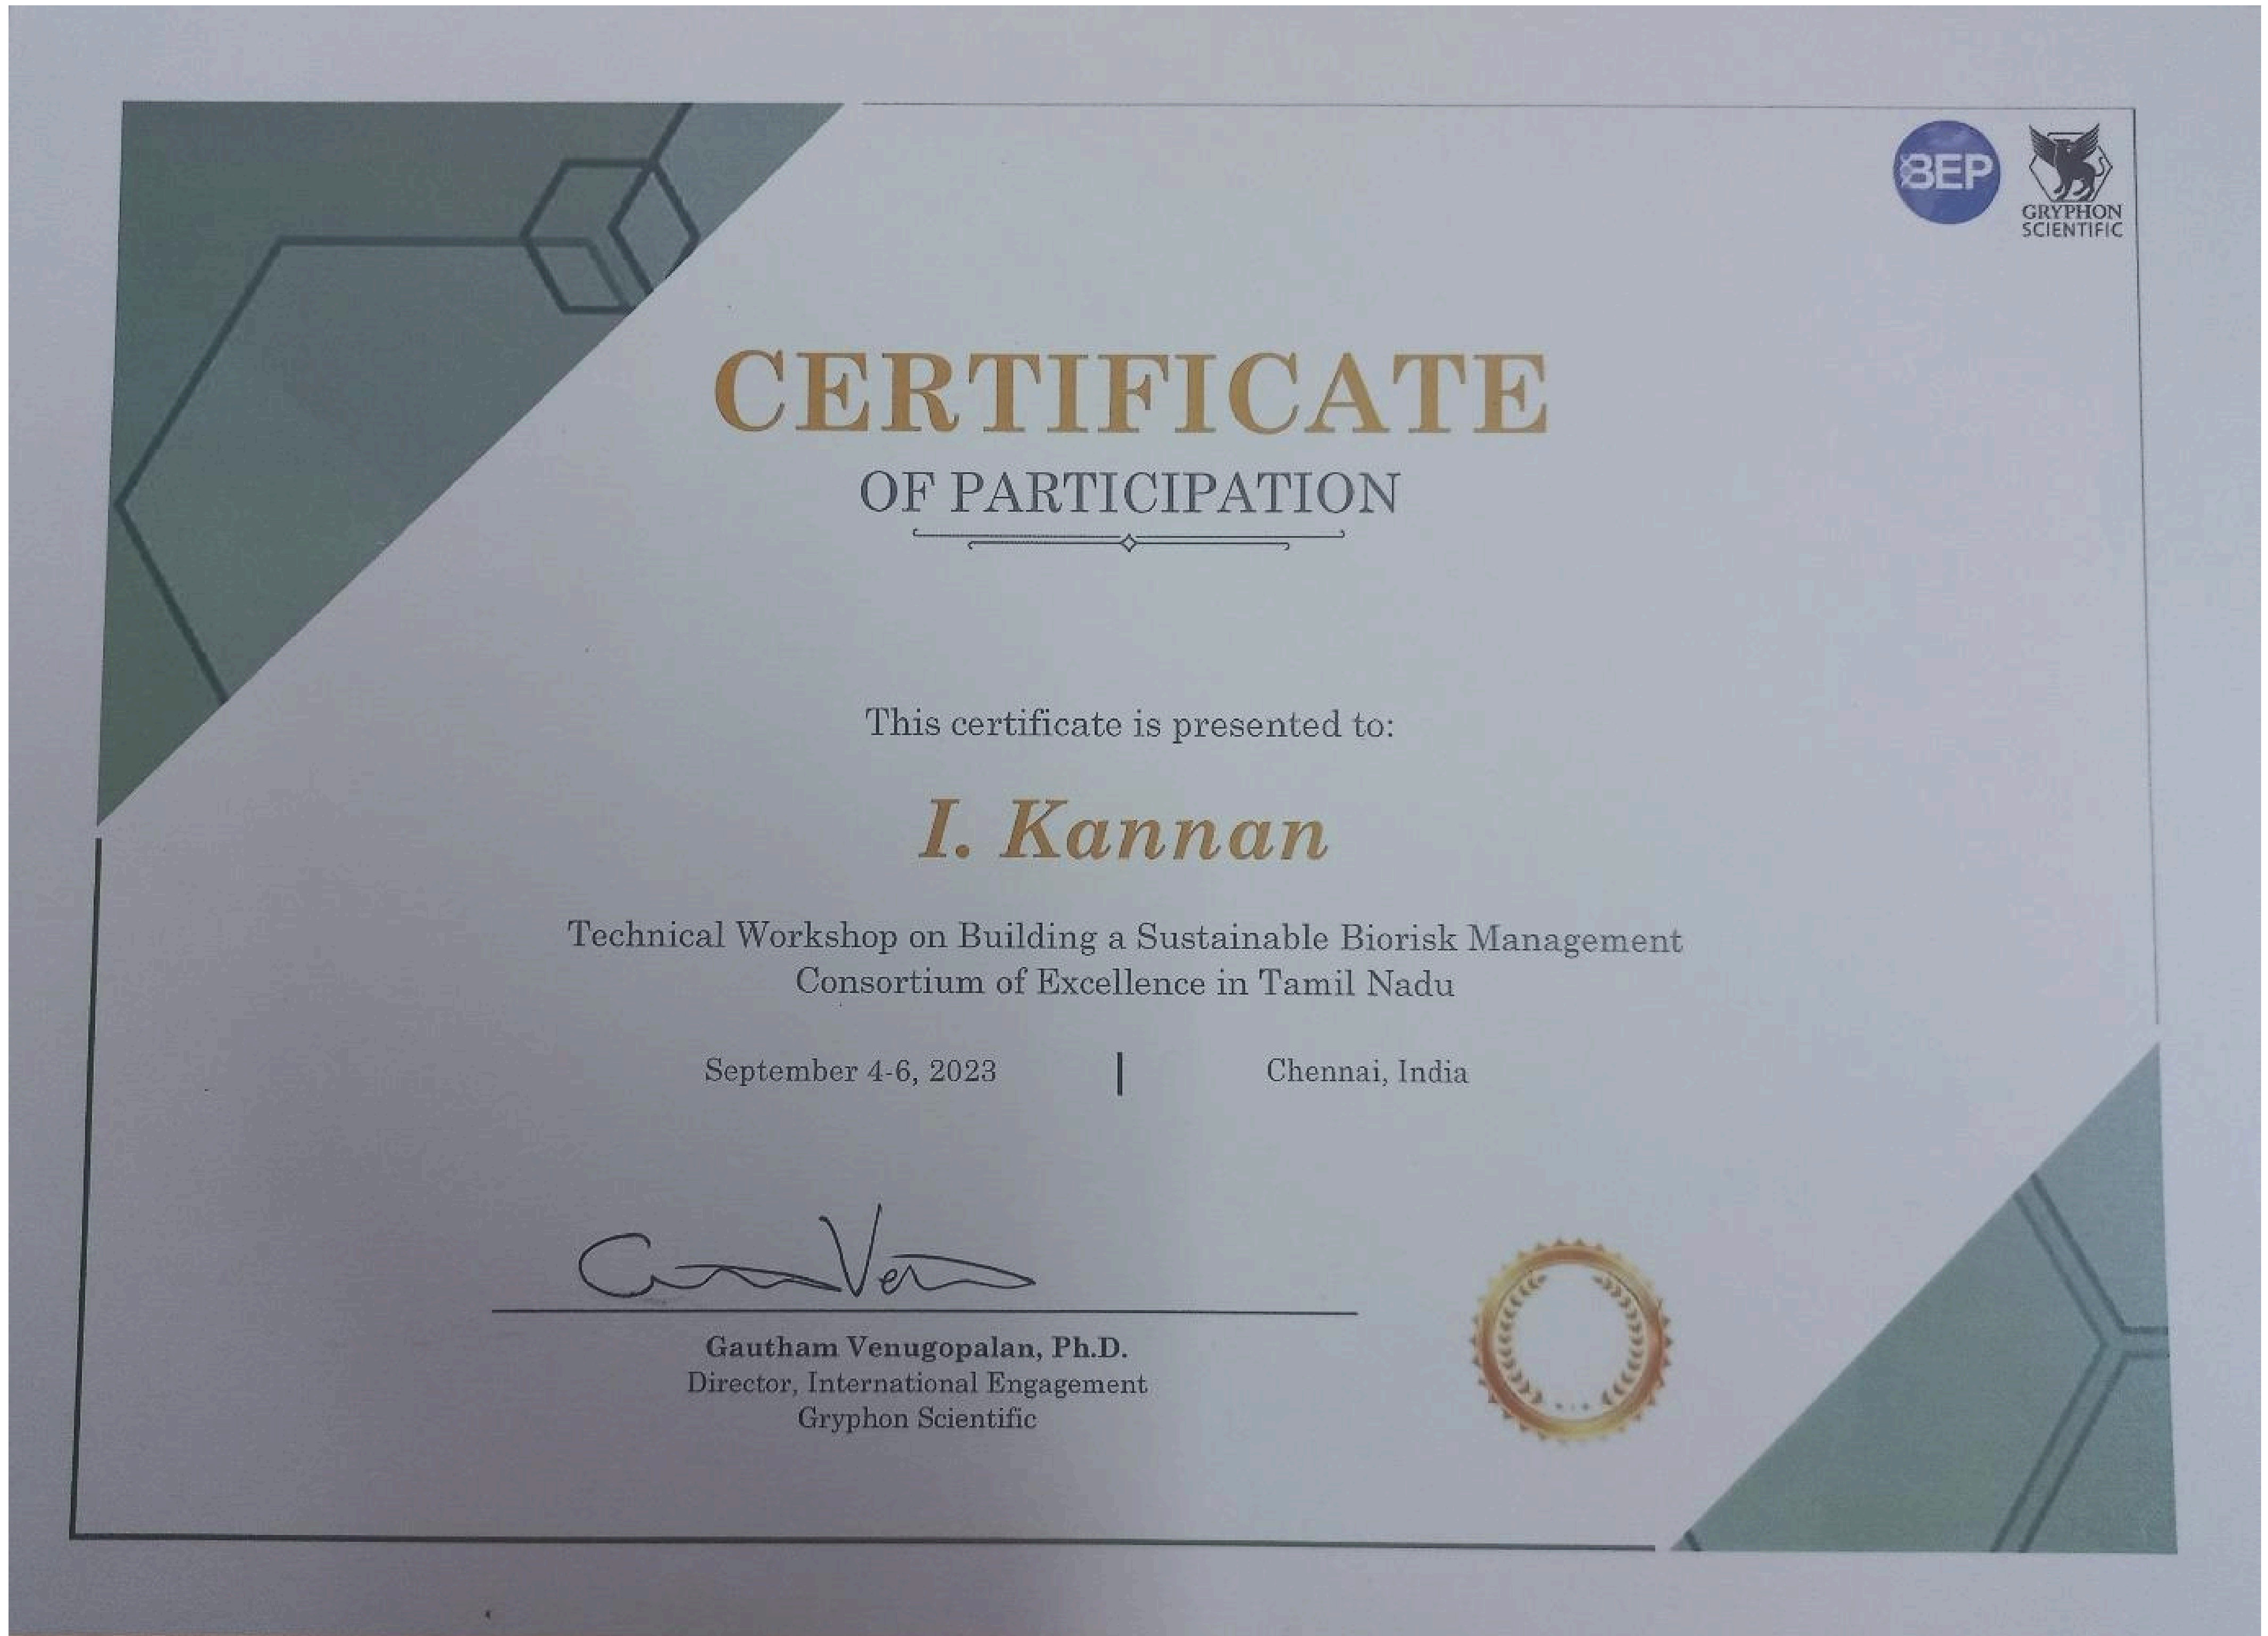 BEP
GRYPHON
SCIENTIFIC
CERTIFICATE
OF PARTICIPATION
This certificate is presented to:
I. Kannan
Technical Workshop on Building a Sustainable Biorisk Management
Consortium of Excellence in Tamil Nadu
September 4-6, 2023 | Chennai, India
Gautham Venugopalan, Ph.D.
Director, International Engagement
Gryphon Scientific